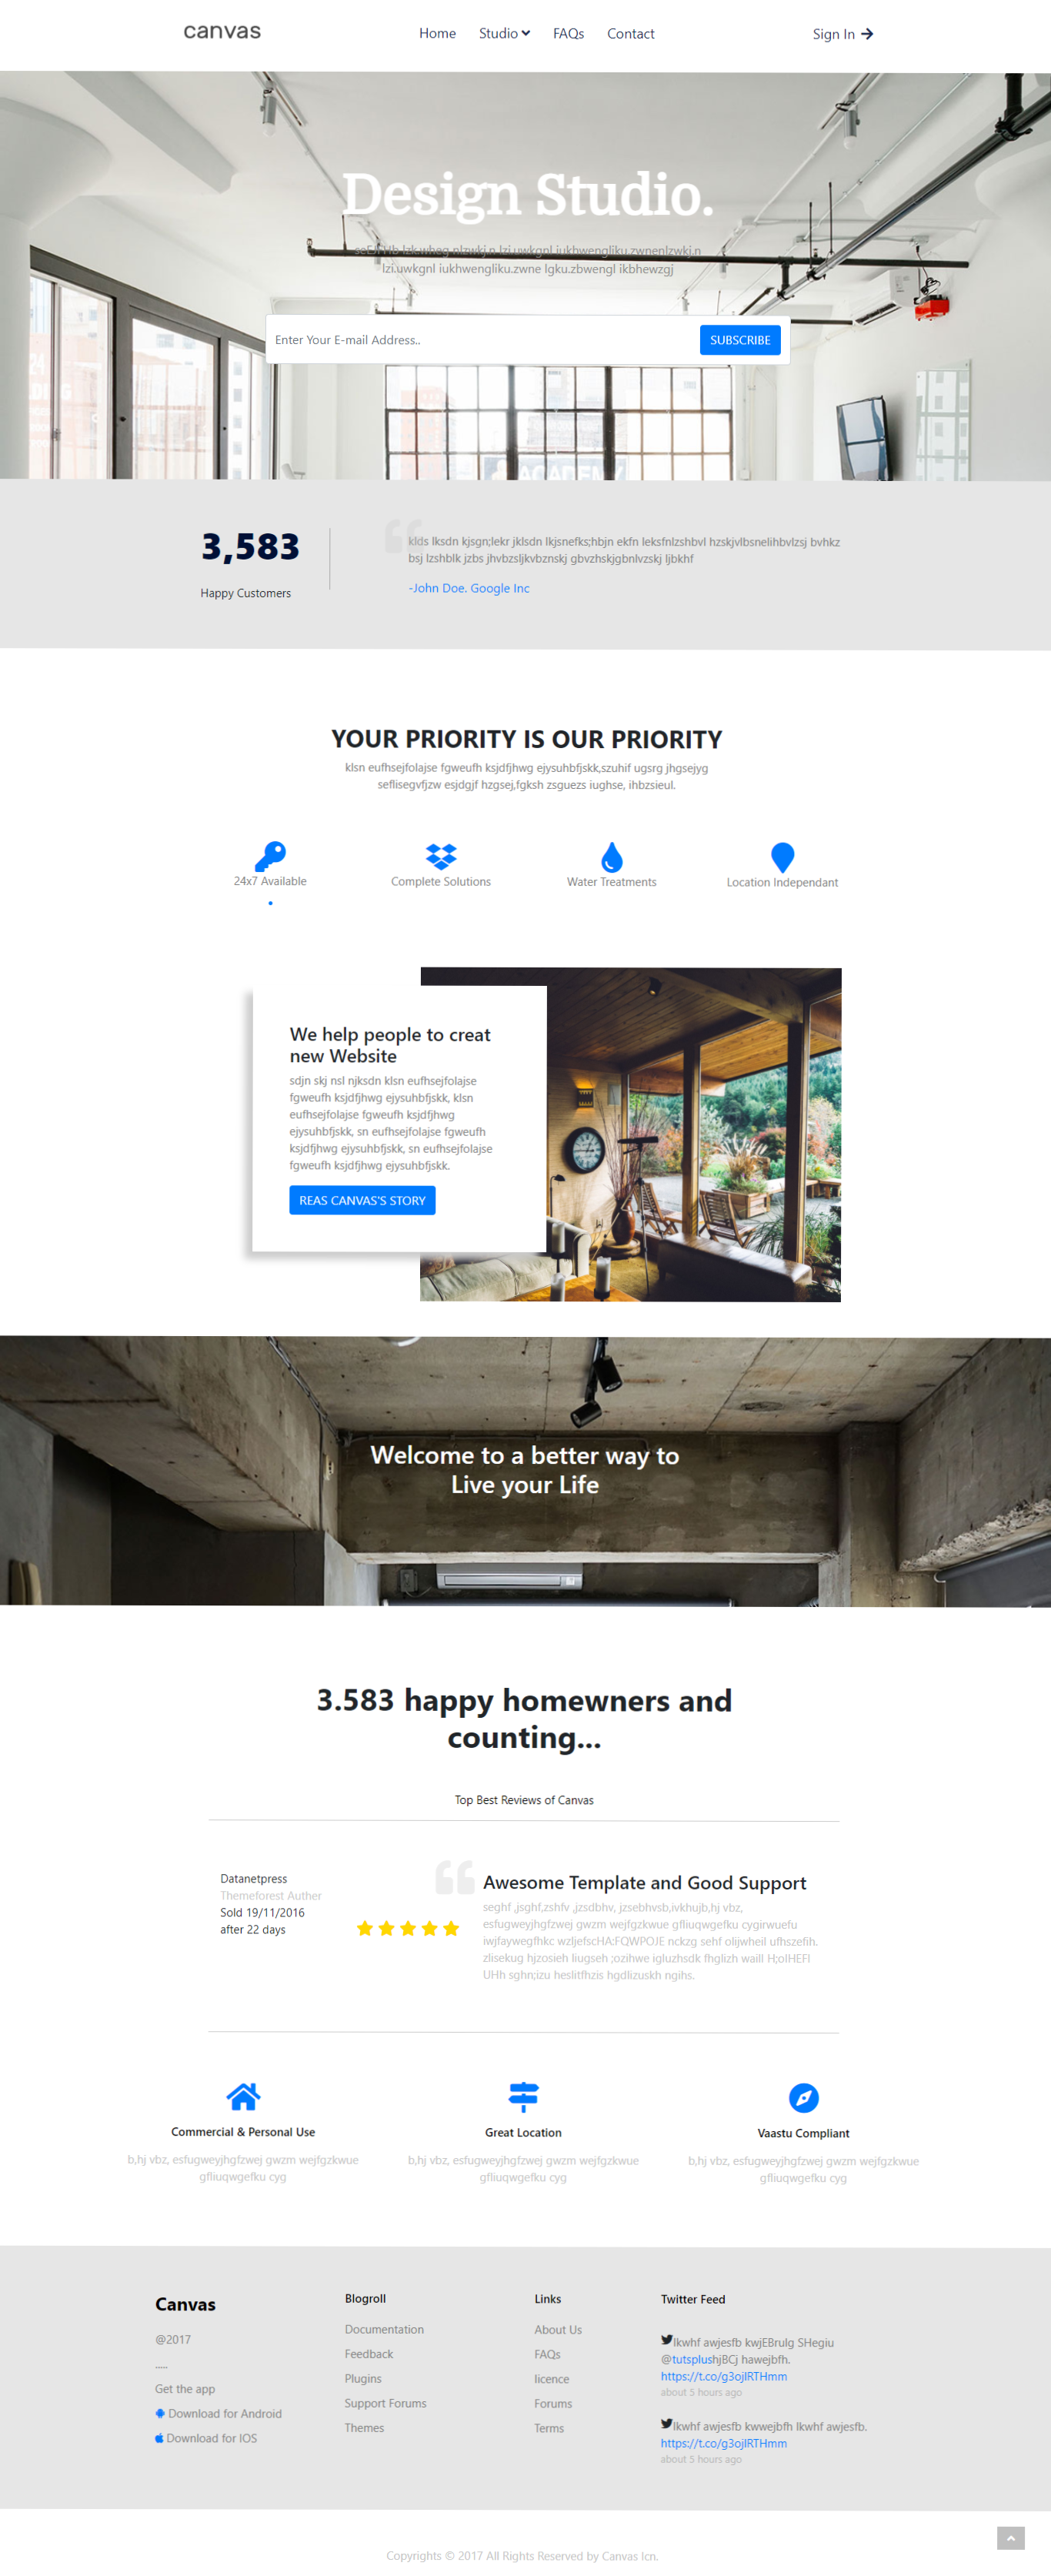 canvas
Home Studio FAQs Contact
Sign In
Design Studio.
lzi.uwkgnl iukhwengliku.zwne lgku.zbwengl ikbhewzgj
Enter Your E-mail Address..
SUBSCRIBE
ACADEMY
3,583
Happy Customers
klds lksdn kjsgn;lekr jklsdn lkjsnefks;hbjn ekfn leksfnlzshbvl hzskjvlbsnelihbvlzsj bvhkz
bsj lzshblk jzbs jhvbzsljkvbznskj gbvzhskjgbnlvzskj ljbkhf
-John Doe. Google Inc
YOUR PRIORITY IS OUR PRIORITY
klsn eufhsejfolajse fgweufh ksjdfjhwg ejysuhbfjskk,szuhif ugsrg jhgsejyg
seflisegvfjzw esjdgjf hzgsej,fgksh zsguezs iughse, ihbzsieul.
24x7 Available
Complete Solutions
Water Treatments
Location Independant
We help people to creat
new Website
sdjn skj nsl njksdn klsn eufhsejfolajse
fgweufh ksjdfjhwg ejysuhbfjskk, klsn
eufhsejfolajse fgweufh ksjdfjhwg
ejysuhbfjskk, sn eufhsejfolajse fgweufh
ksjdfjhwg ejysuhbfjskk, sn eufhsejfolajse
fgweufh ksjdfjhwg ejysuhbfjskk.
REAS CANVAS'S STORY
Welcome to a better way to
Live your Life
3.583 happy homewners and
counting...
Top Best Reviews of Canvas
Datanetpress
Themeforest Auther
Sold 19/11/2016
after 22 days
Awesome Template and Good Support
seghf ,jsghf,zshfv ,jzsdbhv, jzsebhvsb,ivkhujb,hj vbz,
esfugweyjhgfzwej gwzm wejfgzkwue gfliuqwgefku cygirwuefu
iwjfaywegfhkc wzljefscHA:FQWPOJE nckzg sehf olijwheil ufhszefih.
zlisekug hjzosieh liugseh ;ozihwe igluzhsdk fhglizh waill H;oIHEFI
UHh sghn;izu heslitfhzis hgdlizuskh ngihs.
Commercial & Personal Use
b,hj vbz, esfugweyjhgfzwej gwzm wejfgzkwue
gfliuqwgefku cyg
Great Location
b,hj vbz, esfugweyjhgfzwej gwzm wejfgzkwue
gfliuqwgefku cyg
Vaastu Compliant
b,hj vbz, esfugweyjhgfzwej gwzm wejfgzkwue
gfliuqwgefku cyg
Canvas
@2017
.....
Get the app
Download for Android
Download for IOS
Blogroll
Documentation
Feedback
Plugins
Support Forums
Themes
Links
About Us
FAQs
licence
Forums
Terms
Twitter Feed
lkwhf awjesfb kwjEBrulg SHegiu
@tutsplushjBCj hawejbfh.
https://t.co/g3ojlRTHmm
about 5 hours ago
lkwhf awjesfb kwwejbfh lkwhf awjesfb.
https://t.co/g3ojlRTHmm
about 5 hours ago
Copyrights © 2017 All Rights Reserved by Canvas Icn.